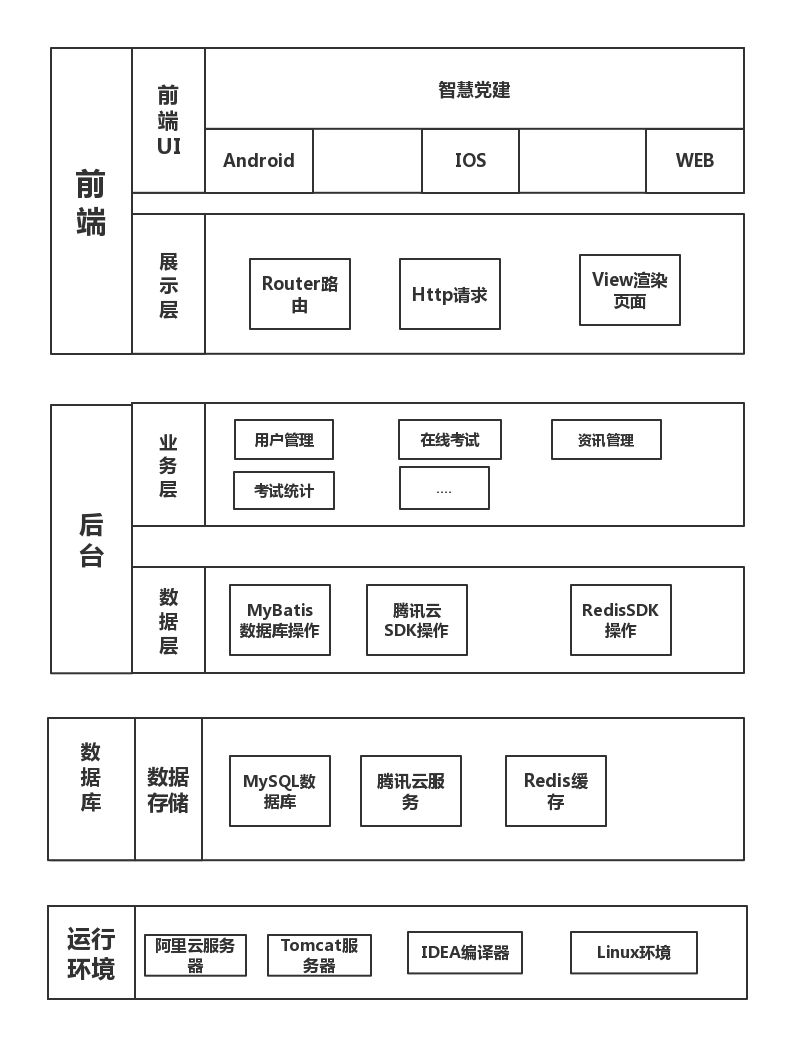 前
端
前
端
UI
智慧党建
Android
IOS
WEB
展
示
层
Router路
由
Http请求
View渲染
页面
后
台
业
务
层
用户管理
在线考试
资讯管理
考试统计
....
数
据
层
MyBatis
数据库操作
腾讯云
SDK操作
RedisSDK
操作
数
据
库
数据
存储
MySQL数
据库
腾讯云服
务
Redis缓
存
运行
环境
阿里云服务
器
Tomcat服
务器
IDEA编译器
Linux环境